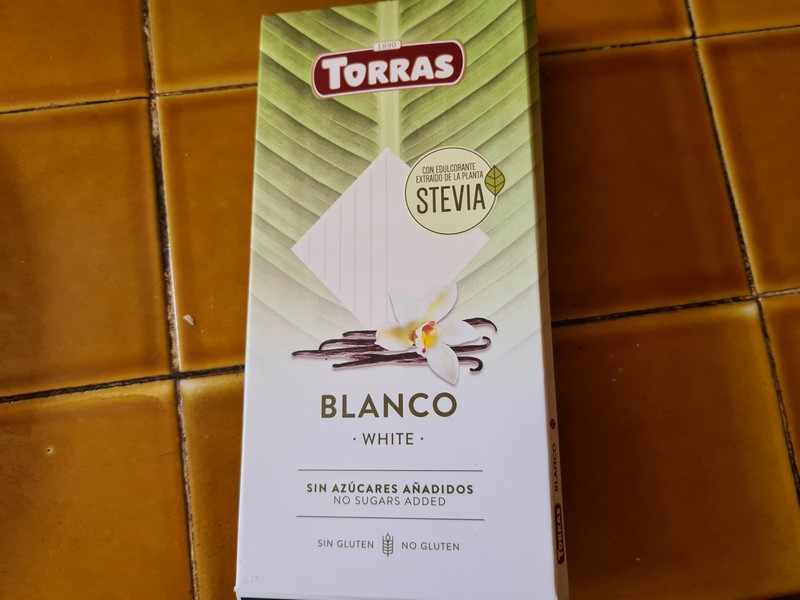 1890
TORRAS
CON EDULCORANTE
EXTRAÍDO DE LA PLANTA
STEVIA
BLANCO
· WHITE ·
SIN AZÚCARES AÑADIDOS
NO SUGARS ADDED
SIN GLUTEN NO GLUTEN
TORRAS BLANCO